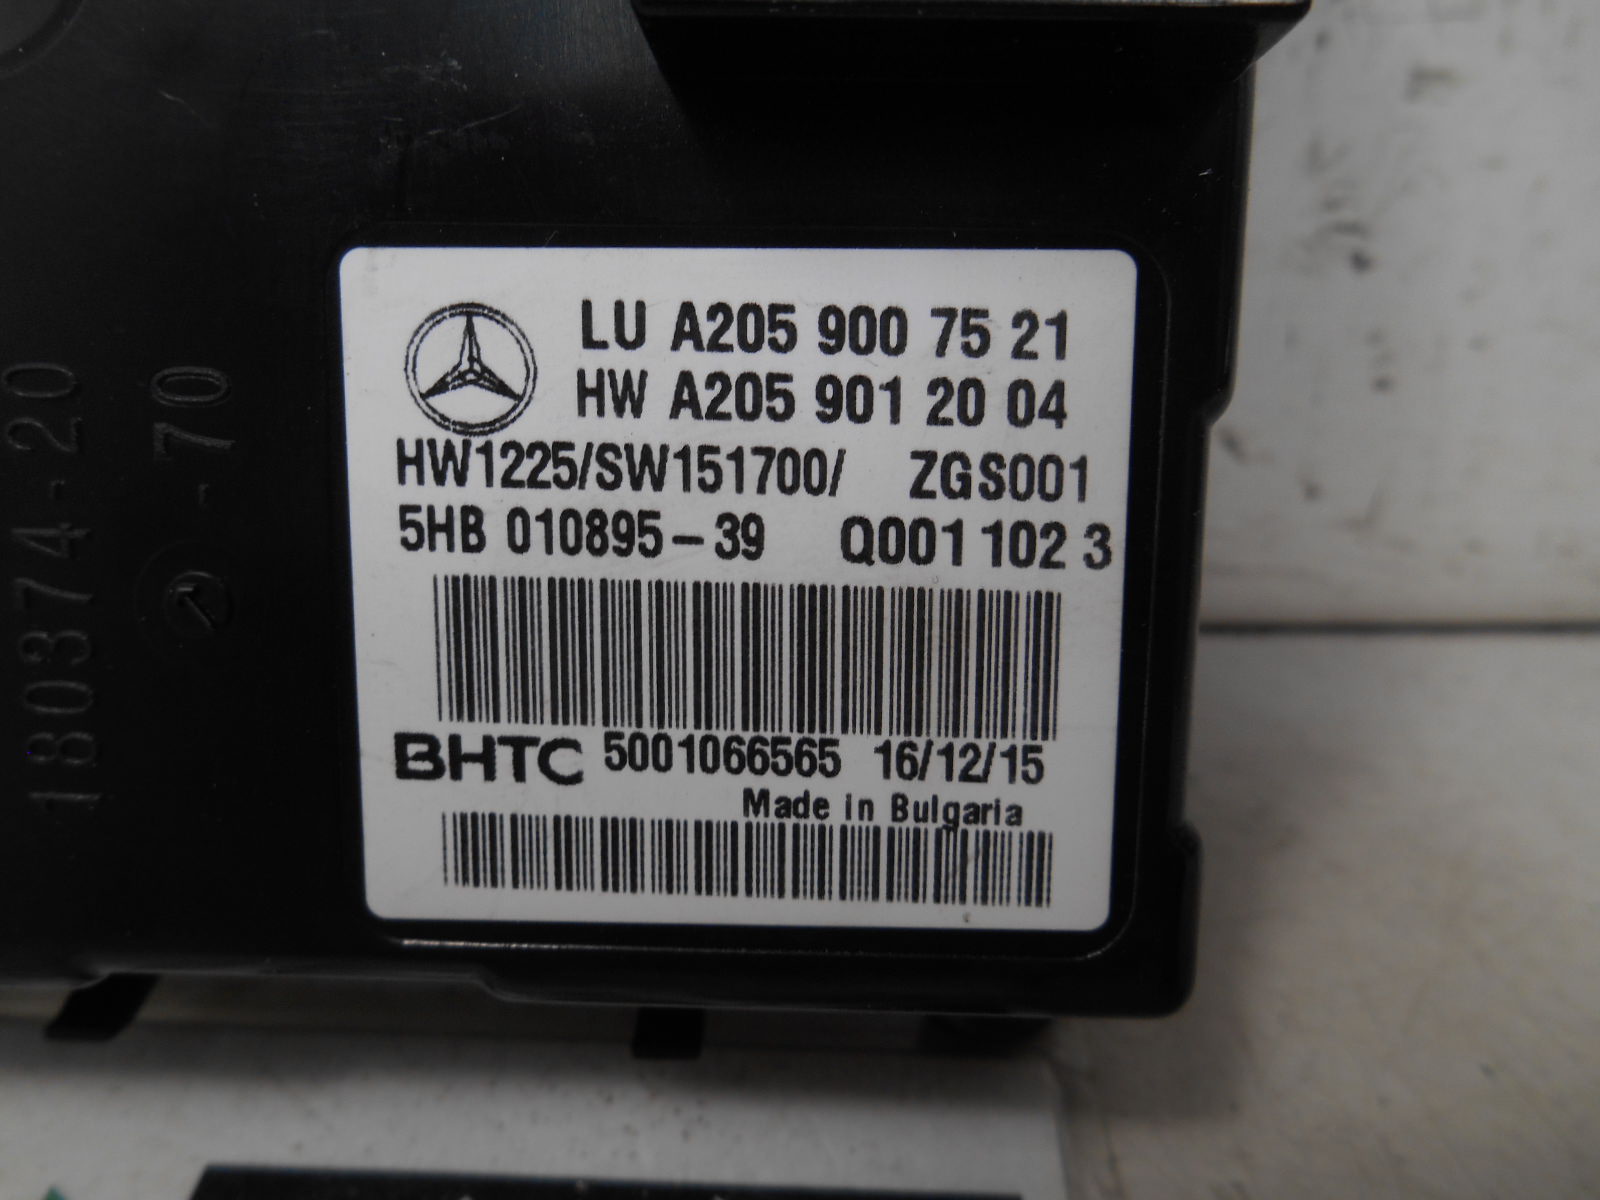 LU A205 900 75 21
HW A205 901 20 04
HW1225/SW151700/ ZGS001
5HB 010895-39 Q001 102 3
BHTC 5001066565 16/12/15
Made in Bulgaria
180374-20
-70